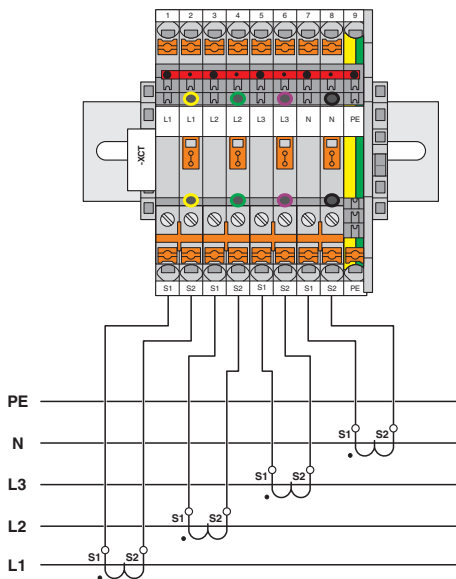 1 2 3 4 5 6 7 8 9
L1 L1 L2 L2 L3 L3 N N PE
-XCT
S1 S2 S1 S2 S1 S2 S1 S2 PE
PE
N
S1 S2
L3
S1 S2
L2
S1 S2
L1
S1 S2